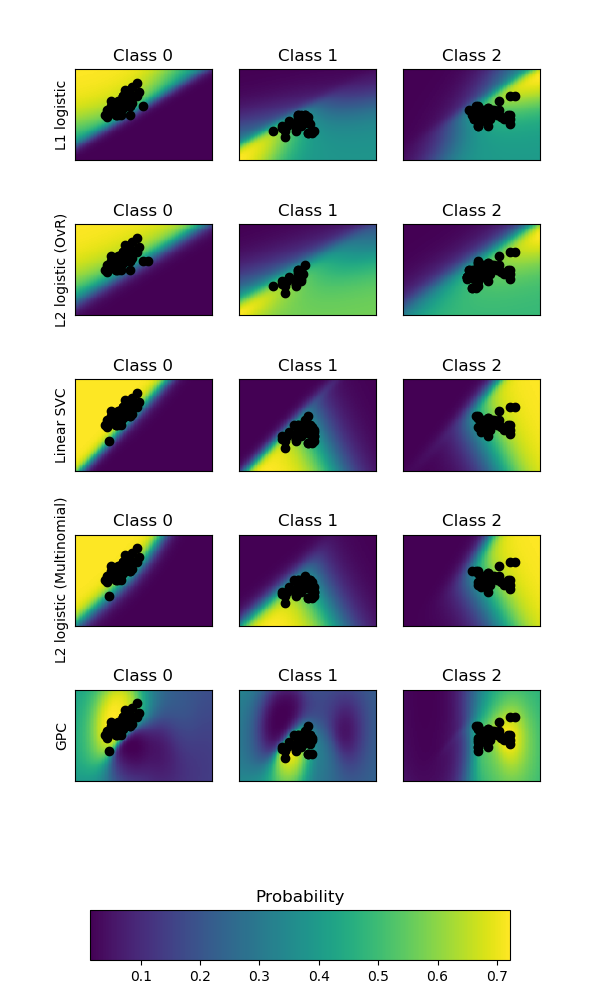 Class 0 Class 1 Class 2
L1 logistic
Class 0 Class 1 Class 2
L2 logistic (OvR)
Class 0 Class 1 Class 2
Linear SVC
Class 0 Class 1 Class 2
L2 logistic (Multinomial)
Class 0 Class 1 Class 2
GPC
Probability
0.1 0.2 0.3 0.4 0.5 0.6 0.7